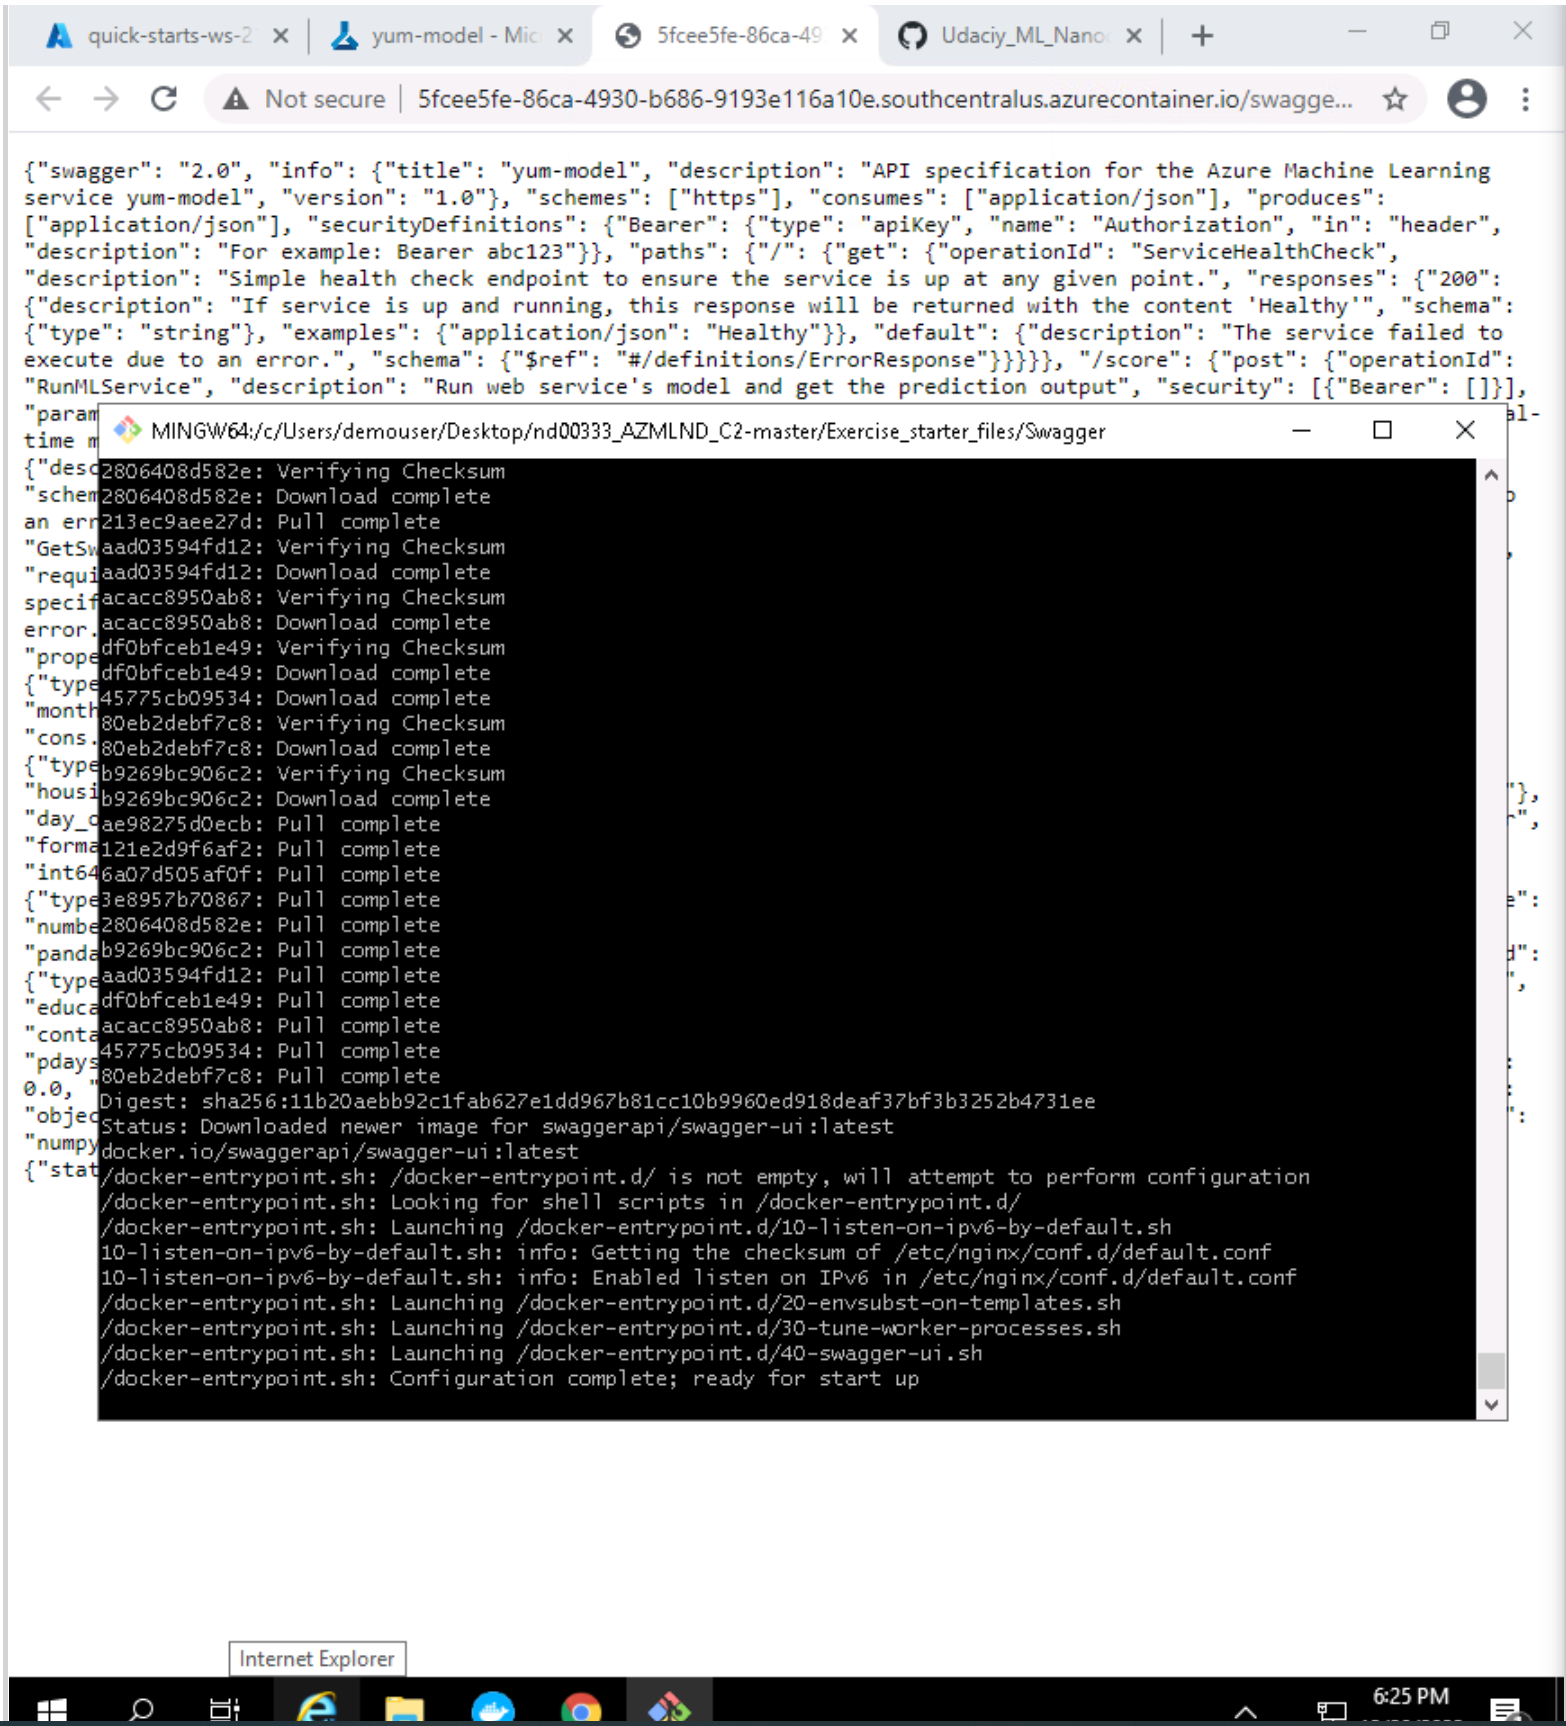 quick-starts-ws-2
yum-model - Mic
5fcee5fe-86ca-49
Udaciy_ML_Nano
Not secure | 5fcee5fe-86ca-4930-b686-9193e116a10e.southcentralus.azurecontainer.io/swagge...
{"swagger": "2.0", "info": {"title": "yum-model", "description": "API specification for the Azure Machine Learning
service yum-model", "version": "1.0"}, "schemes": ["https"], "consumes": ["application/json"], "produces":
["application/json"], "securityDefinitions": {"Bearer": {"type": "apiKey", "name": "Authorization", "in": "header",
"description": "For example: Bearer abc123"}}, "paths": {"/": {"get": {"operationId": "ServiceHealthCheck",
"description": "Simple health check endpoint to ensure the service is up at any given point.", "responses": {"200":
{"description": "If service is up and running, this response will be returned with the content 'Healthy'", "schema":
{"type": "string"}, "examples": {"application/json": "Healthy"}}, "default": {"description": "The service failed to
execute due to an error.", "schema": {"$ref": "#/definitions/ErrorResponse"}}}}}, "/score": {"post": {"operationId":
"RunMLService", "description": "Run web service's model and get the prediction output", "security": [{"Bearer": []}],
"param
al-
time m
{"desc
"schem
an err
"GetSw
"requi
specif
error.
"prope
{"type
"month
"cons.
{"type
"housi
"},
"day_o
"forma
"int64
{"type
e":
"numbe
"panda
d":
{"type
"educa
"conta
"pdays
0.0, "
"objec
"numpy
{"stat
MINGW64:/c/Users/demouser/Desktop/nd00333_AZMLND_C2-master/Exercise_starter_files/Swagger
2806408d582e: Verifying Checksum
2806408d582e: Download complete
213ec9aee27d: Pull complete
aad03594fd12: Verifying Checksum
aad03594fd12: Download complete
acacc8950ab8: Verifying Checksum
acacc8950ab8: Download complete
df0bfceb1e49: Verifying Checksum
df0bfceb1e49: Download complete
45775cb09534: Download complete
80eb2debf7c8: Verifying Checksum
80eb2debf7c8: Download complete
b9269bc906c2: Verifying Checksum
b9269bc906c2: Download complete
ae98275d0ecb: Pull complete
121e2d9f6af2: Pull complete
6a07d505af0f: Pull complete
3e8957b70867: Pull complete
2806408d582e: Pull complete
b9269bc906c2: Pull complete
aad03594fd12: Pull complete
df0bfceb1e49: Pull complete
acacc8950ab8: Pull complete
45775cb09534: Pull complete
80eb2debf7c8: Pull complete
Digest: sha256:11b20aebb92c1fab627e1dd967b81cc10b9960ed918deaf37bf3b3252b4731ee
Status: Downloaded newer image for swaggerapi/swagger-ui:latest
docker.io/swaggerapi/swagger-ui:latest
/docker-entrypoint.sh: /docker-entrypoint.d/ is not empty, will attempt to perform configuration
/docker-entrypoint.sh: Looking for shell scripts in /docker-entrypoint.d/
/docker-entrypoint.sh: Launching /docker-entrypoint.d/10-listen-on-ipv6-by-default.sh
10-listen-on-ipv6-by-default.sh: info: Getting the checksum of /etc/nginx/conf.d/default.conf
10-listen-on-ipv6-by-default.sh: info: Enabled listen on IPv6 in /etc/nginx/conf.d/default.conf
/docker-entrypoint.sh: Launching /docker-entrypoint.d/20-envsubst-on-templates.sh
/docker-entrypoint.sh: Launching /docker-entrypoint.d/30-tune-worker-processes.sh
/docker-entrypoint.sh: Launching /docker-entrypoint.d/40-swagger-ui.sh
/docker-entrypoint.sh: Configuration complete; ready for start up
Internet Explorer
6:25 PM